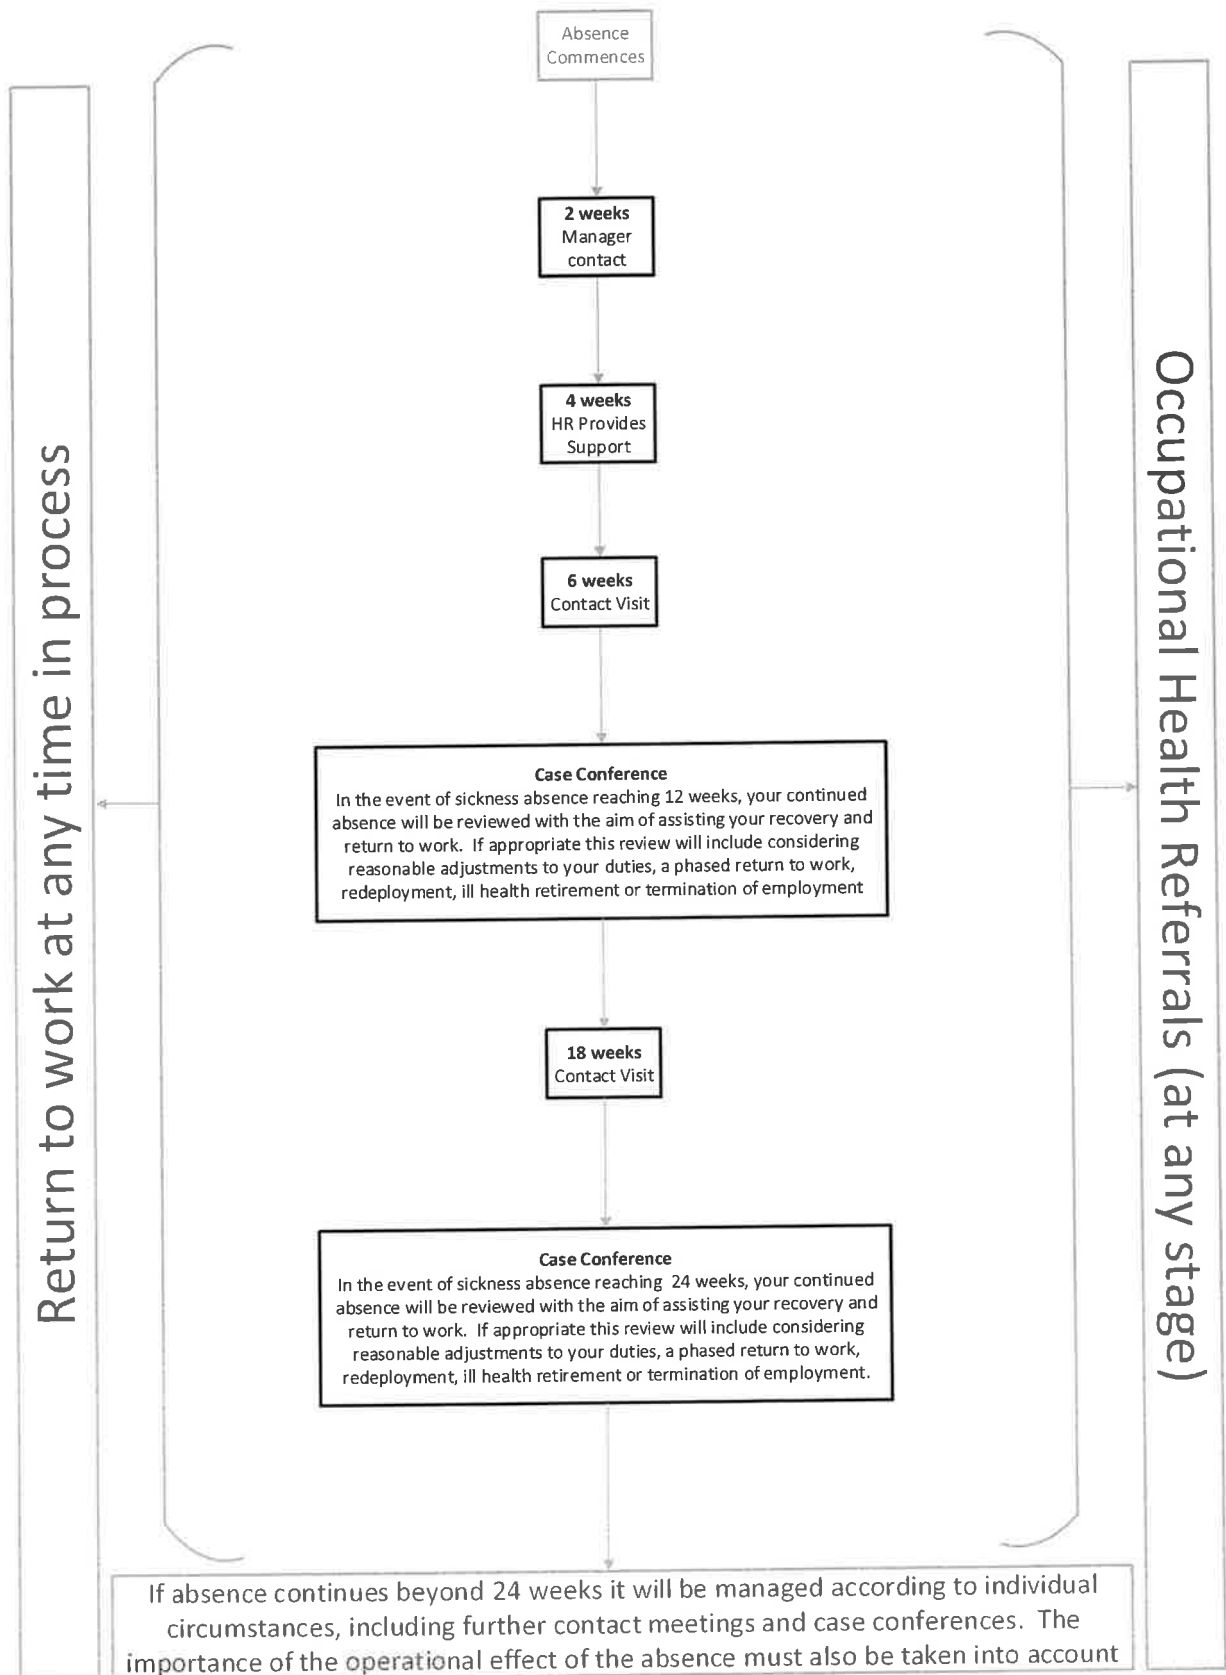 Absence
Commences
2 weeks
Manager
contact
4 weeks
HR Provides
Support
6 weeks
Contact Visit
Case Conference
In the event of sickness absence reaching 12 weeks, your continued
absence will be reviewed with the aim of assisting your recovery and
return to work. If appropriate this review will include considering
reasonable adjustments to your duties, a phased return to work,
redeployment, ill health retirement or termination of employment
18 weeks
Contact Visit
Case Conference
In the event of sickness absence reaching 24 weeks, your continued
absence will be reviewed with the aim of assisting your recovery and
return to work. If appropriate this review will include considering
reasonable adjustments to your duties, a phased return to work,
redeployment, ill health retirement or termination of employment.
If absence continues beyond 24 weeks it will be managed according to individual
circumstances, including further contact meetings and case conferences. The
importance of the operational effect of the absence must also be taken into account
Return to work at any time in process
Occupational Health Referrals (at any stage)